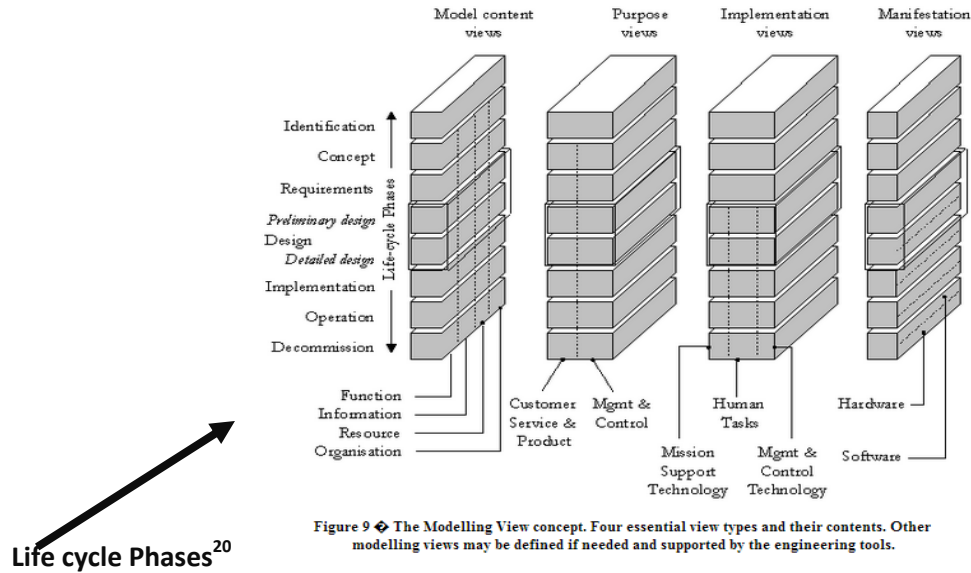 Model content views
Purpose views
Implementation views
Manifestation views
Identification
Concept
Requirements
Preliminary design
Design
Detailed design
Implementation
Operation
Decommission
Life-cycle Phases
Function
Information
Resource
Organisation
Customer Service & Product
Mgmt & Control
Mission Support Technology
Human Tasks
Mgmt & Control Technology
Hardware
Software
Figure 9 � The Modelling View concept. Four essential view types and their contents. Other
modelling views may be defined if needed and supported by the engineering tools.
Life cycle Phases20